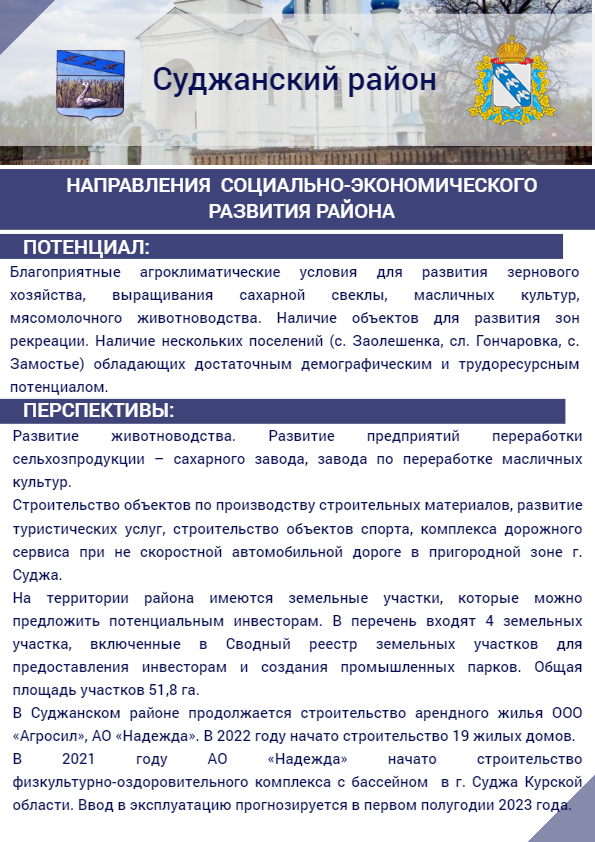 Суджанский район
НАПРАВЛЕНИЯ СОЦИАЛЬНО-ЭКОНОМИЧЕСКОГО
РАЗВИТИЯ РАЙОНА
ПОТЕНЦИАЛ:
Благоприятные агроклиматические условия для развития зернового
хозяйства, выращивания сахарной свеклы, масличных культур,
мясомолочного животноводства. Наличие объектов для развития зон
рекреации. Наличие нескольких поселений (с. Заолешенка, сл. Гончаровка, с.
Замостье) обладающих достаточным демографическим и трудоресурсным
потенциалом.
ПЕРСПЕКТИВЫ:
Развитие животноводства. Развитие предприятий переработки
сельхозпродукции – сахарного завода, завода по переработке масличных
культур.
Строительство объектов по производству строительных материалов, развитие
туристических услуг, строительство объектов спорта, комплекса дорожного
сервиса при не скоростной автомобильной дороге в пригородной зоне г.
Суджа.
На территории района имеются земельные участки, которые можно
предложить потенциальным инвесторам. В перечень входят 4 земельных
участка, включенные в Сводный реестр земельных участков для
предоставления инвесторам и создания промышленных парков. Общая
площадь участков 51,8 га.
В Суджанском районе продолжается строительство арендного жилья ООО
«Агросил», АО «Надежда». В 2022 году начато строительство 19 жилых домов.
В 2021 году АО «Надежда» начато строительство
физкультурно-оздоровительного комплекса с бассейном в г. Суджа Курской
области. Ввод в эксплуатацию прогнозируется в первом полугодии 2023 года.